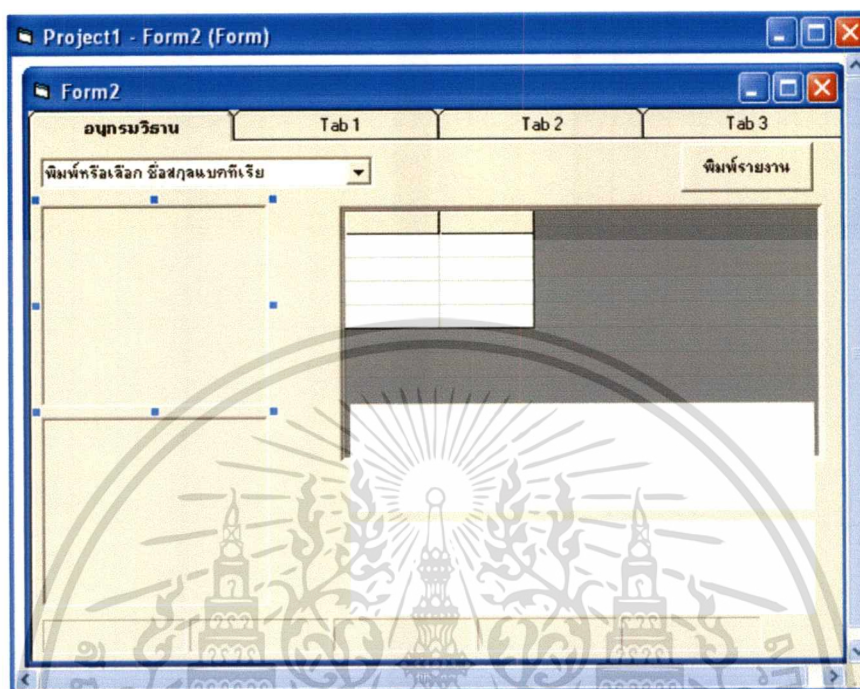 Project1 - Form2 (Form)
Form2
อนุกรมวิธาน Tab 1 Tab 2 Tab 3
พิมพ์หรือเลือก ชื่อสกุลแบคทีเรีย พิมพ์รายงาน